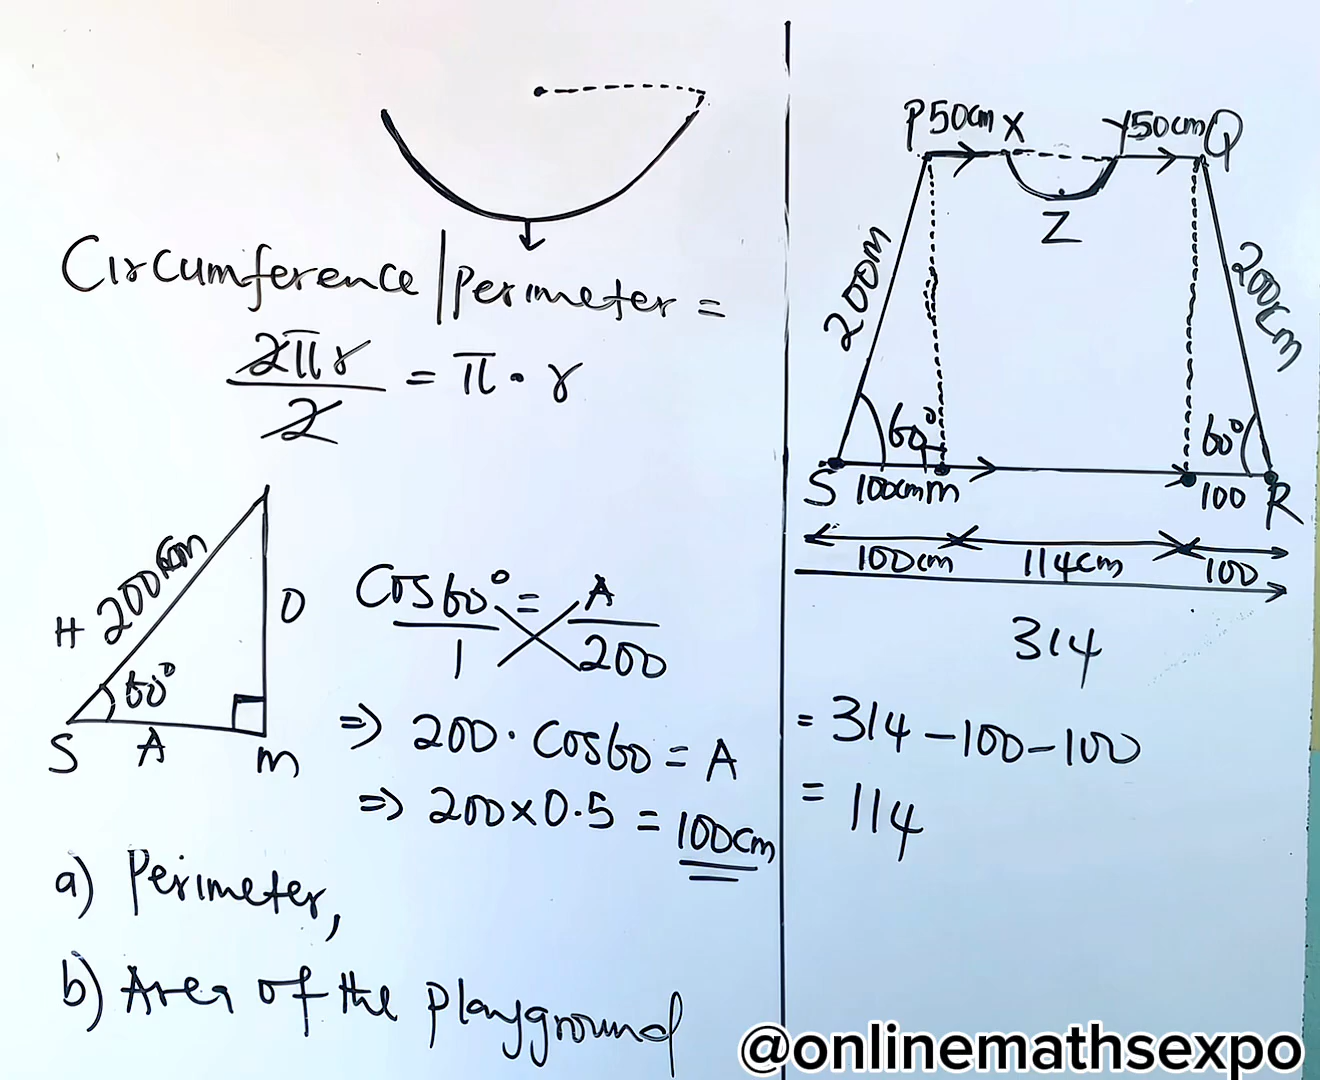 Circumference | Perimeter =
2πr / 2 = π · r
H 200cm
O
60°
S A m
Cos60° / 1 = A / 200
⇒ 200 · Cos60 = A
⇒ 200 × 0.5 = 100cm
a) Perimeter,
b) Area of the playground
P 50cm X Y 50cm Q
Z
200m
200cm
60° 60°
S 100cm m 100 R
100cm 114cm 100
314
= 314 - 100 - 100
= 114
@onlinemathsexpo